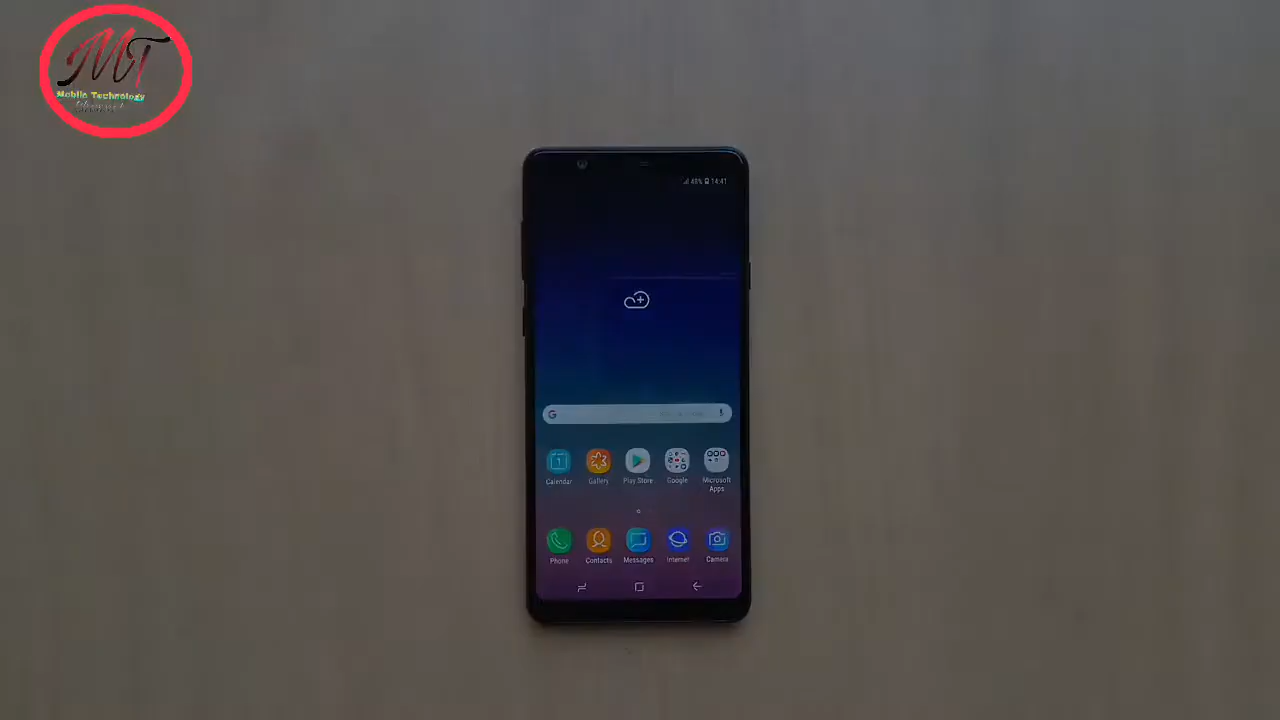 MT
Mobile Technology
48% 14:41
Calendar
Gallery
Play Store
Google
Microsoft
Apps
Phone
Contacts
Messages
Internet
Camera